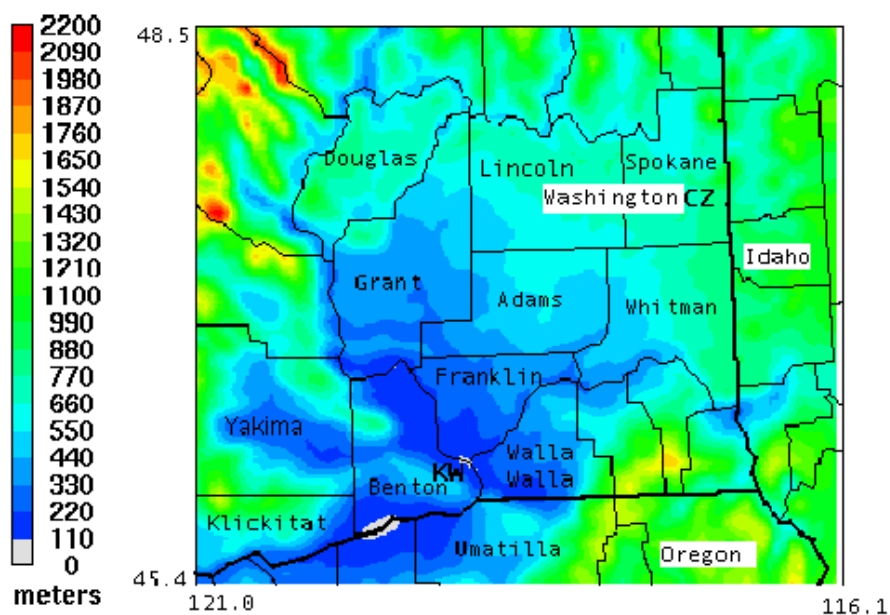 2200
2090
1980
1870
1760
1650
1540
1430
1320
1210
1100
990
880
770
660
550
440
330
220
110
0
meters
48.5
45.4
121.0
116.1
Douglas
Lincoln
Spokane
Washington
CZ
Idaho
Grant
Adams
Whitman
Franklin
Yakima
Walla
Walla
KW
Benton
Klickitat
Umatilla
Oregon